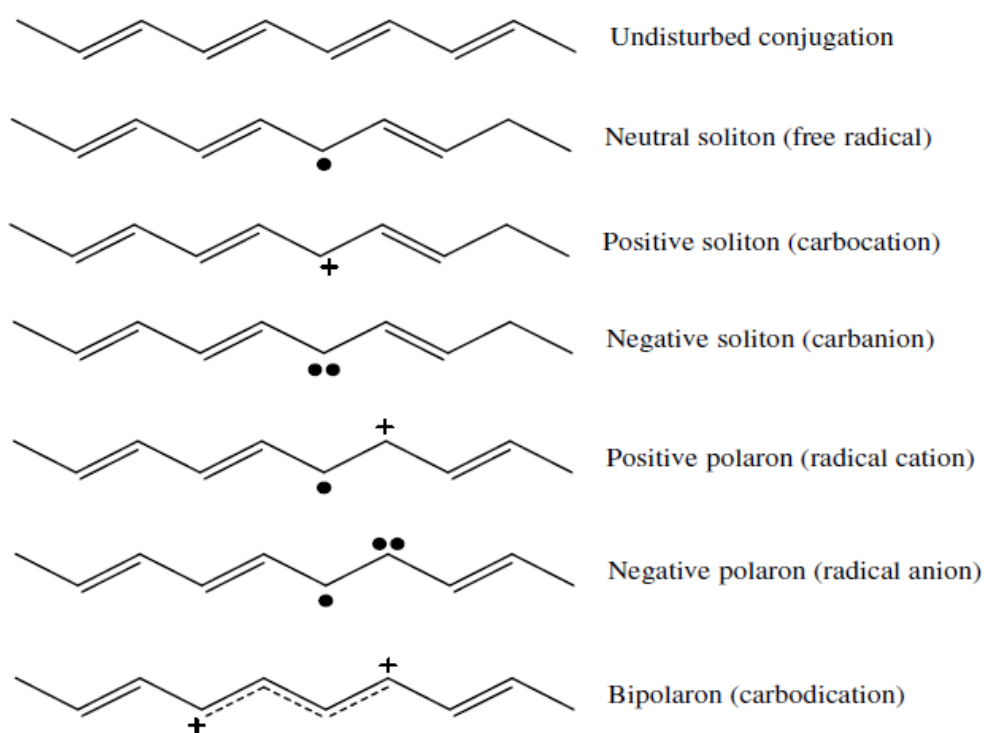 Undisturbed conjugation
Neutral soliton (free radical)
Positive soliton (carbocation)
+
Negative soliton (carbanion)
+
Positive polaron (radical cation)
Negative polaron (radical anion)
+
Bipolaron (carbodication)
+